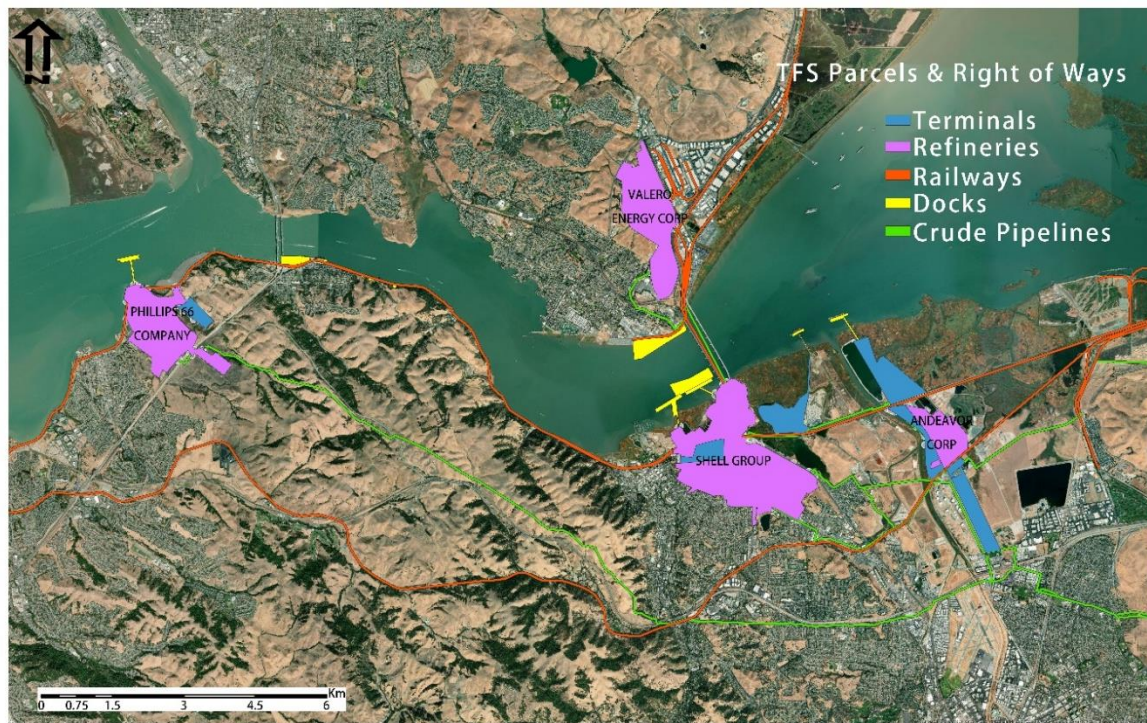 N
TFS Parcels & Right of Ways
Terminals
Refineries
Railways
Docks
Crude Pipelines
VALERO
ENERGY CORP
PHILLIPS 66
COMPANY
ANDEAVOR
CORP
SHELL GROUP
Km
0 0.75 1.5 3 4.5 6